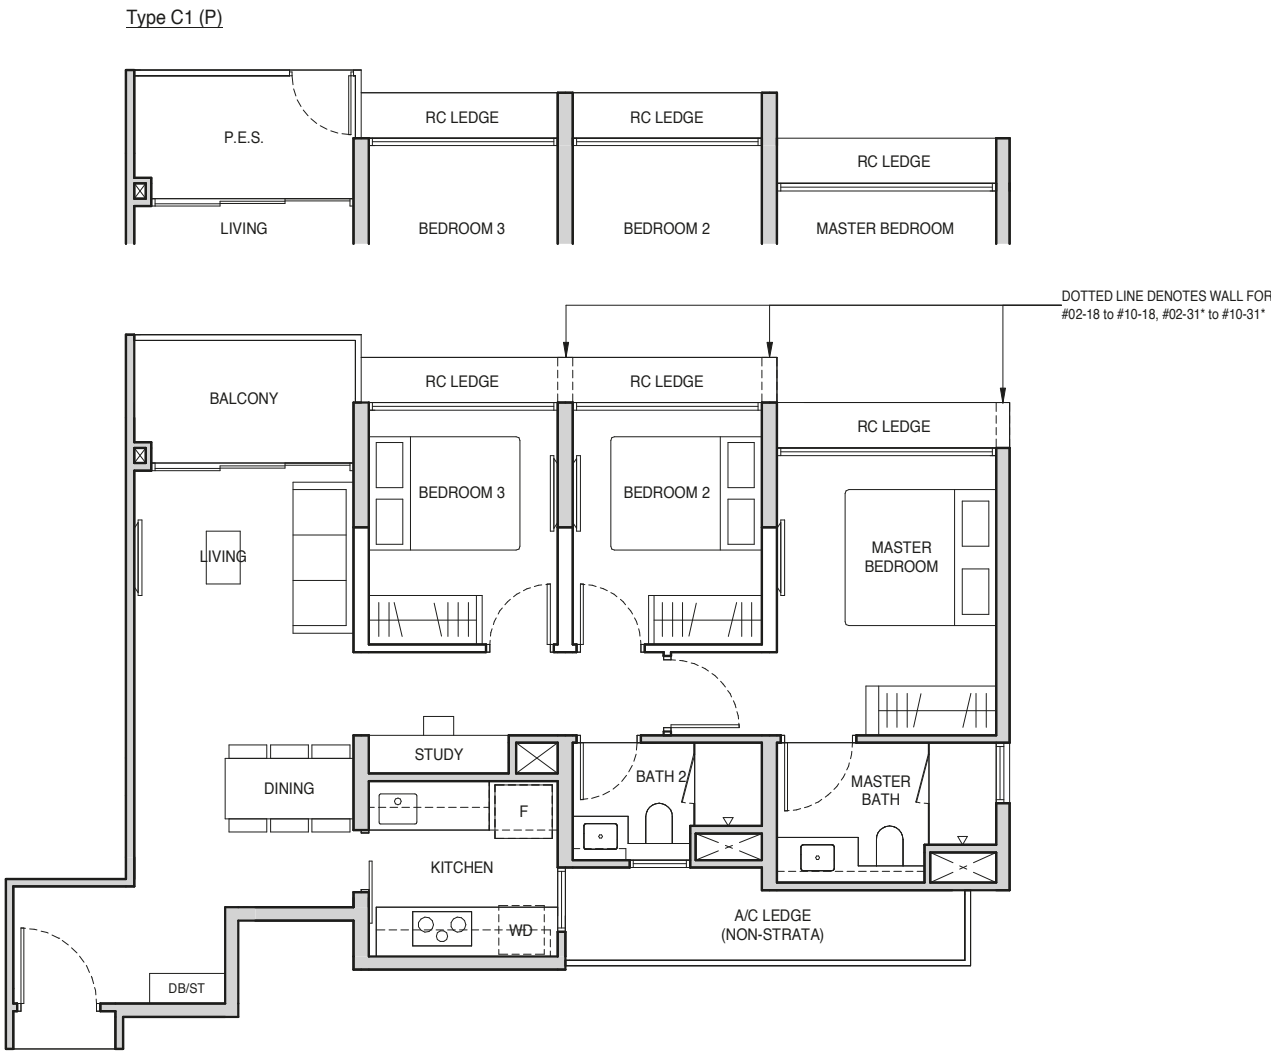 Type C1 (P)
RC LEDGE
RC LEDGE
P.E.S.
RC LEDGE
LIVING
BEDROOM 3
BEDROOM 2
MASTER BEDROOM
DOTTED LINE DENOTES WALL FOR
#02-18 to #10-18, #02-31* to #10-31*
RC LEDGE
RC LEDGE
BALCONY
RC LEDGE
BEDROOM 3
BEDROOM 2
LIVING
MASTER
BEDROOM
STUDY
BATH 2
DINING
MASTER
BATH
F
KITCHEN
A/C LEDGE
(NON-STRATA)
WD
DB/ST